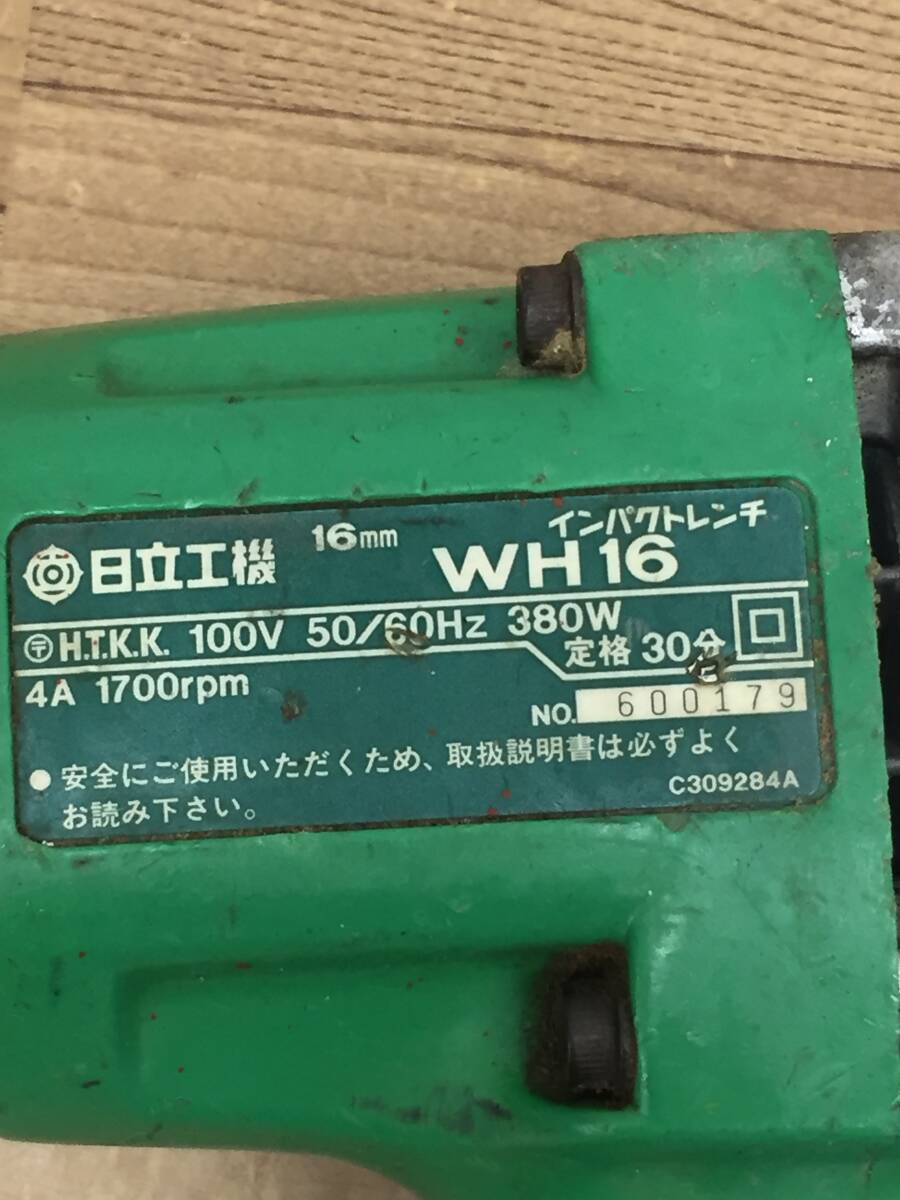 日立工機 16mm インパクトレンチ
WH16
〒 H.T.K.K. 100V 50/60Hz 380W
定格 30分
4A 1700rpm
NO. 600179
● 安全にご使用いただくため、取扱説明書は必ずよく
お読み下さい。
C309284A